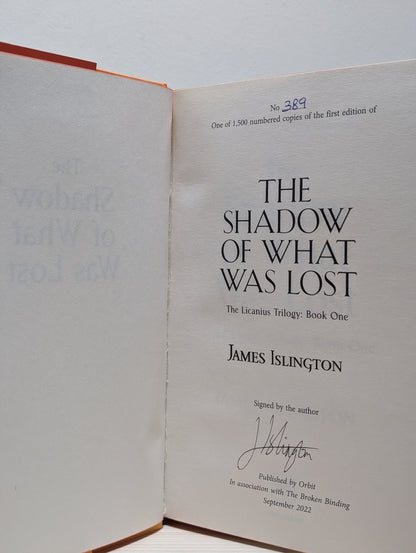 No 389
One of 1,500 numbered copies of the first edition of
THE
SHADOW
OF WHAT
WAS LOST
The Licanius Trilogy: Book One
JAMES ISLINGTON
Signed by the author
J Islington
Published by Orbit
In association with The Broken Binding
September 2022